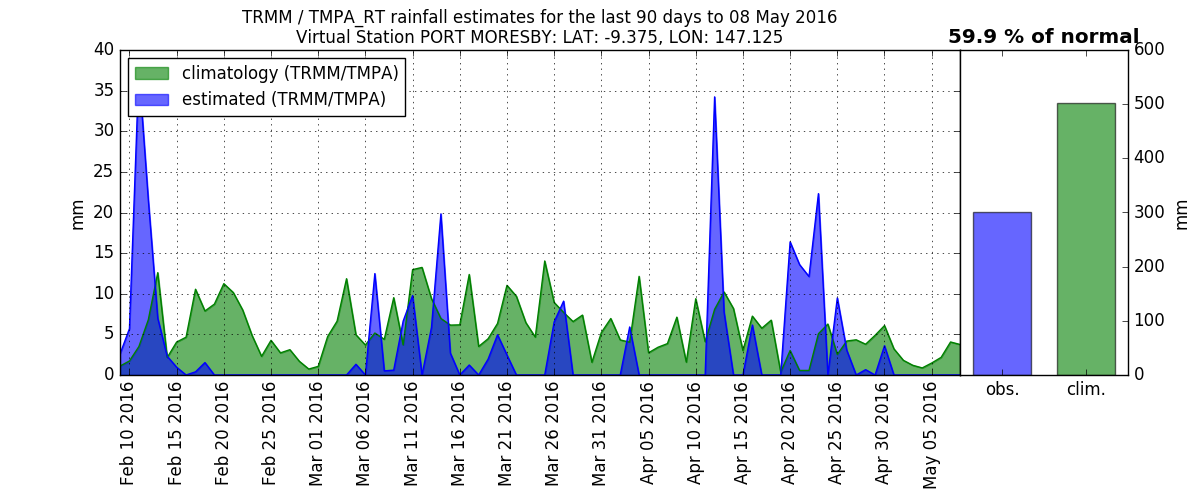 TRMM / TMPA_RT rainfall estimates for the last 90 days to 08 May 2016
Virtual Station PORT MORESBY: LAT: -9.375, LON: 147.125
59.9 % of normal
climatology (TRMM/TMPA)
estimated (TRMM/TMPA)
40
35
30
25
20
15
10
5
0
mm
Feb 10 2016
Feb 15 2016
Feb 20 2016
Feb 25 2016
Mar 01 2016
Mar 06 2016
Mar 11 2016
Mar 16 2016
Mar 21 2016
Mar 26 2016
Mar 31 2016
Apr 05 2016
Apr 10 2016
Apr 15 2016
Apr 20 2016
Apr 25 2016
Apr 30 2016
May 05 2016
obs.
clim.
600
500
400
300
200
100
0
mm